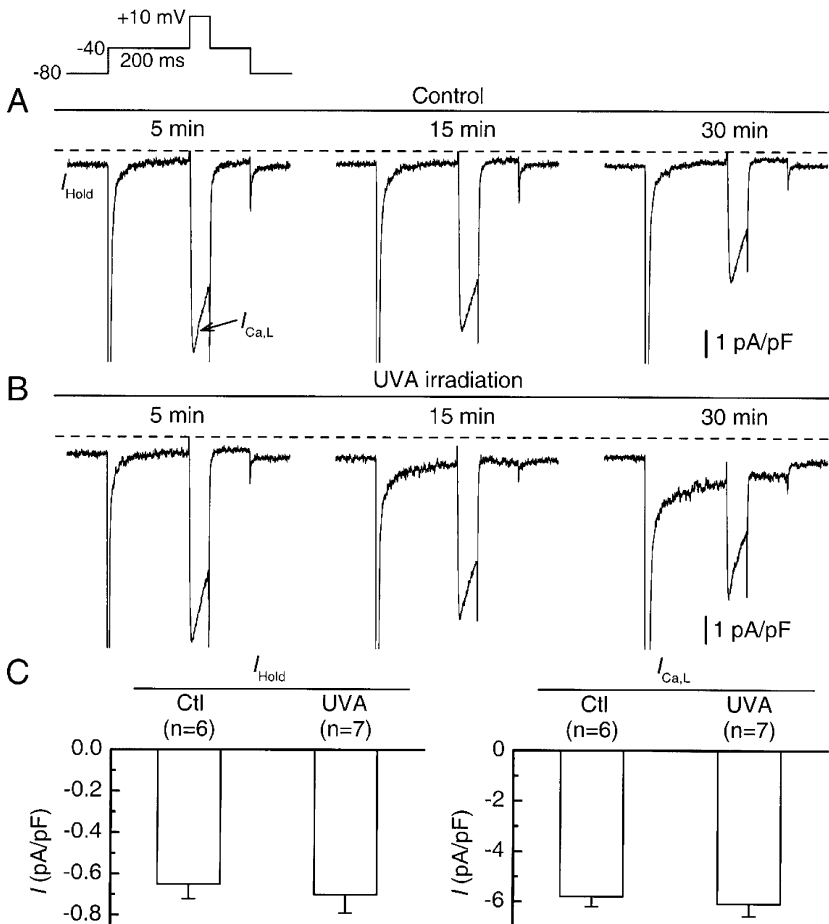 +10 mV
-40
200 ms
-80
A
Control
5 min
15 min
30 min
I Hold
I Ca,L
1 pA/pF
B
UVA irradiation
5 min
15 min
30 min
1 pA/pF
C
I Hold
I Ca,L
Ctl
UVA
Ctl
UVA
(n=6)
(n=7)
(n=6)
(n=7)
0.0
-0.2
-0.4
-0.6
-0.8
I (pA/pF)
0
-2
-4
-6
I (pA/pF)